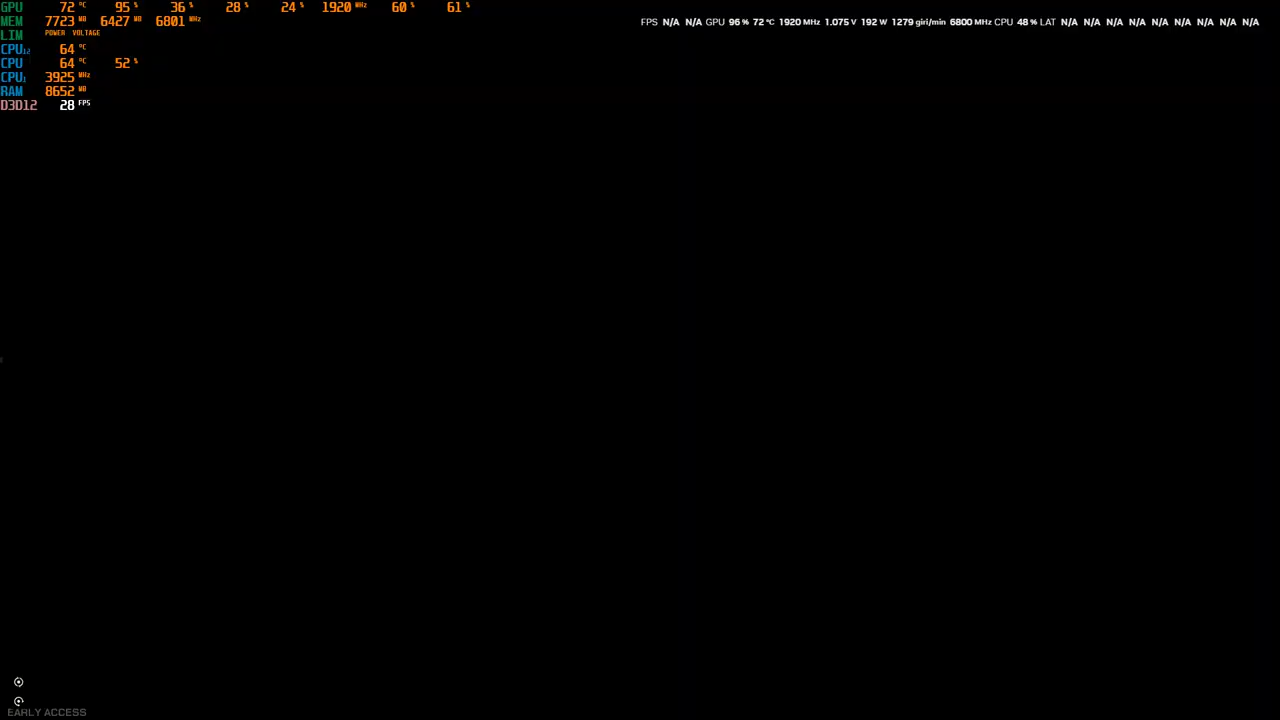 GPU 72 °C 95 % 36 % 28 % 24 % 1920 MHz 60 % 61 %
MEM 7723 MB 6427 MB 6801 MHz
LIM POWER VOLTAGE
CPU12 64 °C
CPU 64 °C 52 %
CPU1 3925 MHz
RAM 8652 MB
D3D12 28 FPS
FPS N/A N/A GPU 96 % 72 °C 1920 MHz 1.075 V 192 W 1279 giri/min 6800 MHz CPU 48 % LAT N/A N/A N/A N/A N/A N/A N/A N/A N/A
EARLY ACCESS